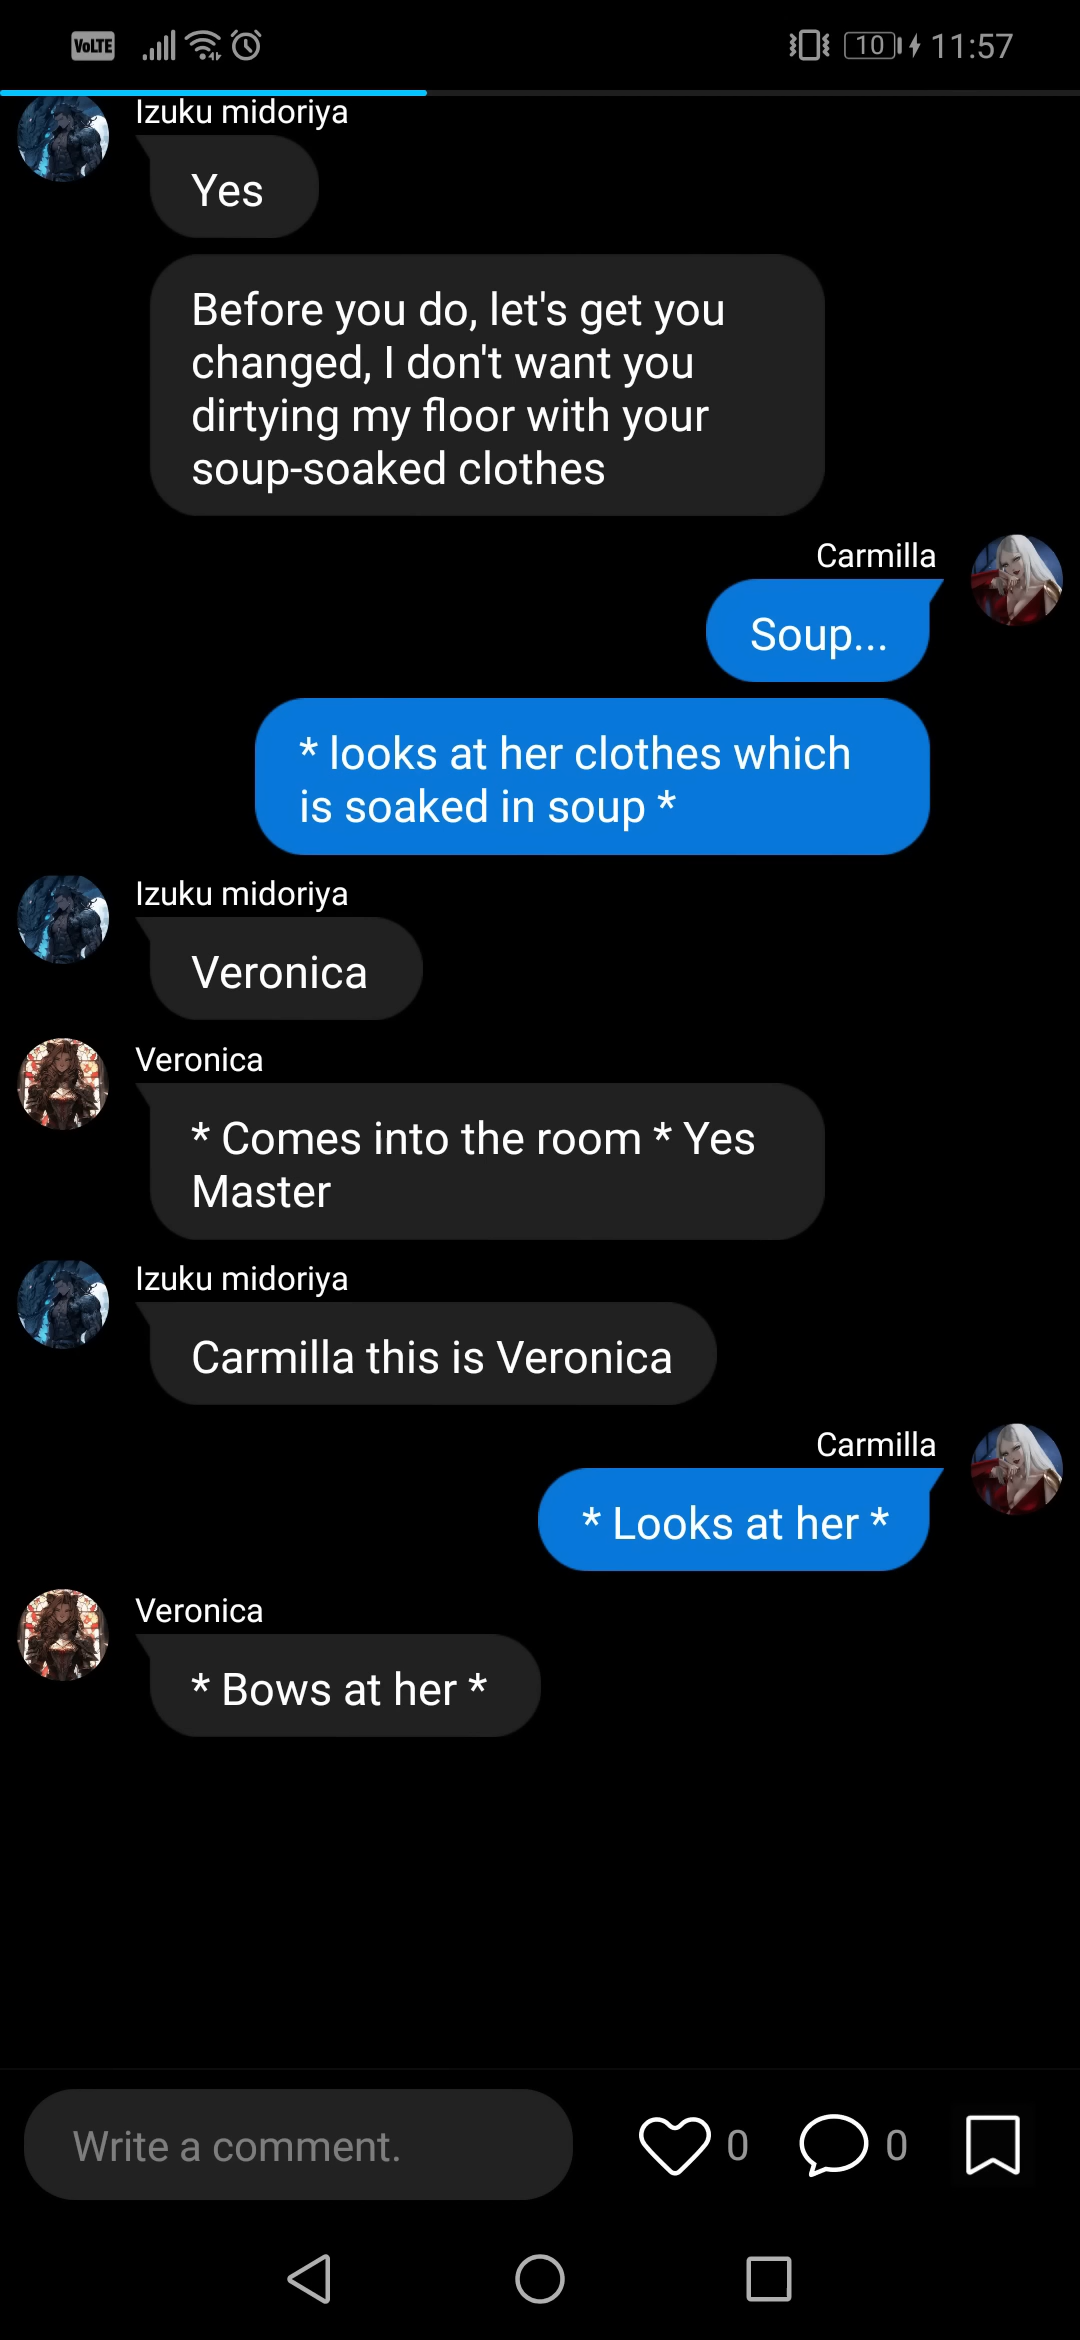 VoLTE
10
11:57
Izuku midoriya
Yes
Before you do, let's get you
changed, I don't want you
dirtying my floor with your
soup-soaked clothes
Carmilla
Soup...
* looks at her clothes which
is soaked in soup *
Izuku midoriya
Veronica
Veronica
* Comes into the room * Yes
Master
Izuku midoriya
Carmilla this is Veronica
Carmilla
* Looks at her *
Veronica
* Bows at her *
Write a comment.
0
0